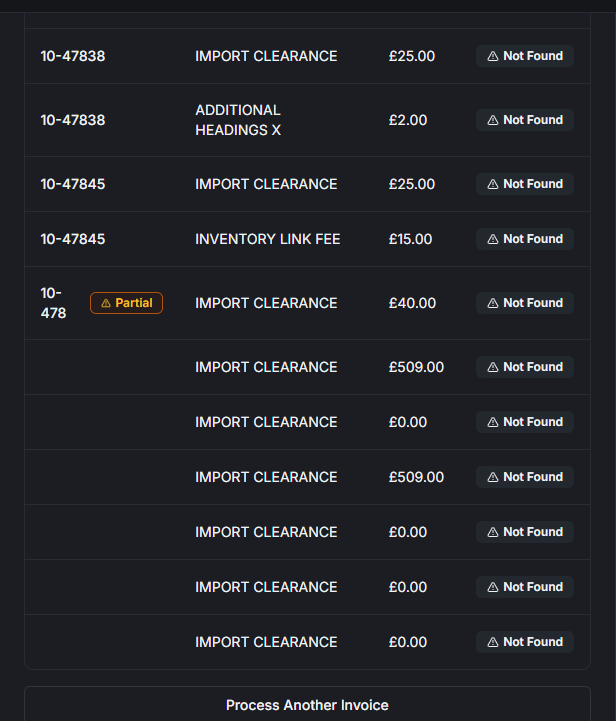 10-47838 IMPORT CLEARANCE £25.00 Not Found
10-47838 ADDITIONAL HEADINGS X £2.00 Not Found
10-47845 IMPORT CLEARANCE £25.00 Not Found
10-47845 INVENTORY LINK FEE £15.00 Not Found
10-478 Partial IMPORT CLEARANCE £40.00 Not Found
IMPORT CLEARANCE £509.00 Not Found
IMPORT CLEARANCE £0.00 Not Found
IMPORT CLEARANCE £509.00 Not Found
IMPORT CLEARANCE £0.00 Not Found
IMPORT CLEARANCE £0.00 Not Found
IMPORT CLEARANCE £0.00 Not Found
Process Another Invoice